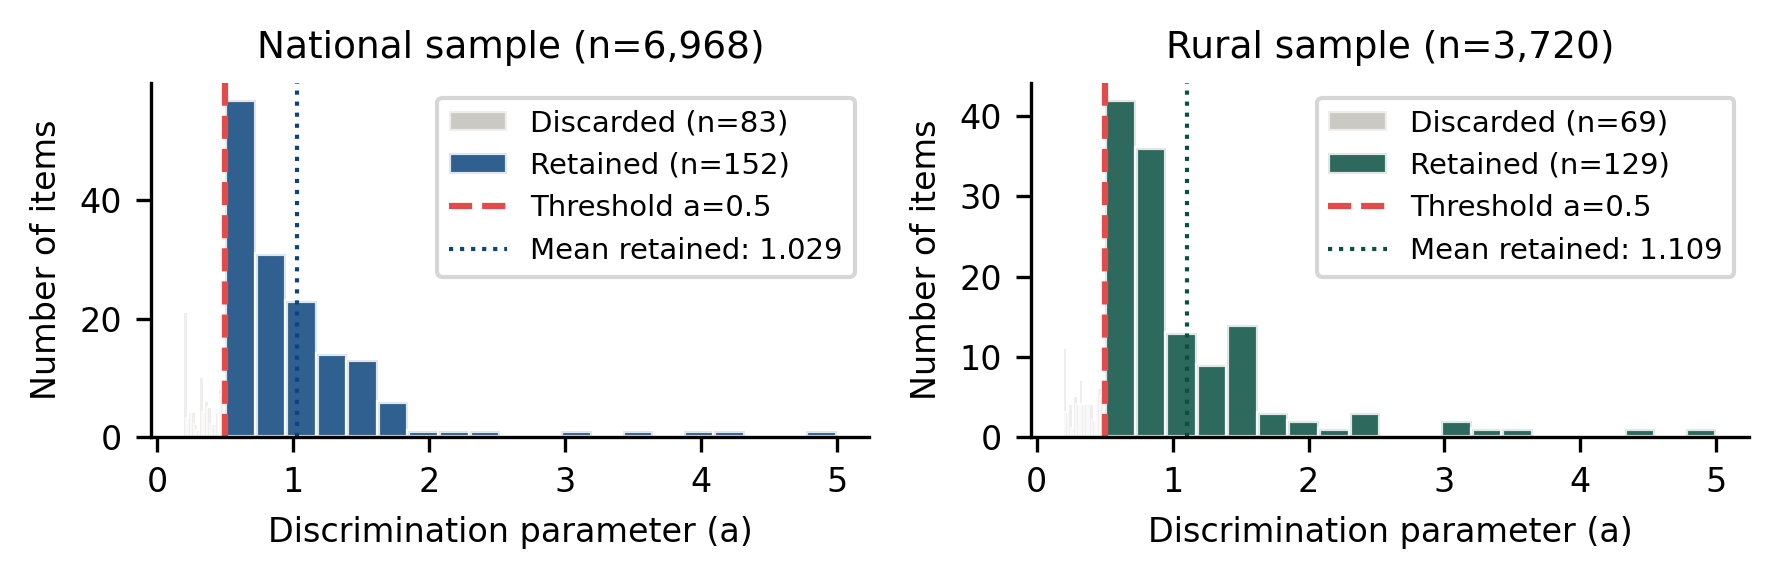 National sample (n=6,968)
Number of items
40
20
0
Discarded (n=83)
Retained (n=152)
Threshold a=0.5
Mean retained: 1.029
0 1 2 3 4 5
Discrimination parameter (a)
Rural sample (n=3,720)
Number of items
40
30
20
10
0
Discarded (n=69)
Retained (n=129)
Threshold a=0.5
Mean retained: 1.109
0 1 2 3 4 5
Discrimination parameter (a)